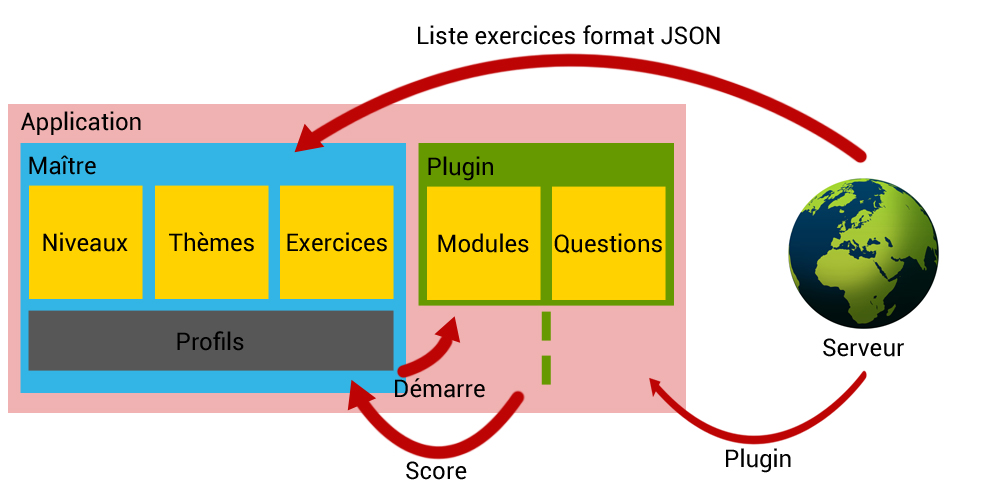 Liste exercices format JSON
Application
Maître
Plugin
Niveaux
Thèmes
Exercices
Modules
Questions
Profils
Serveur
Démarre
Score
Plugin